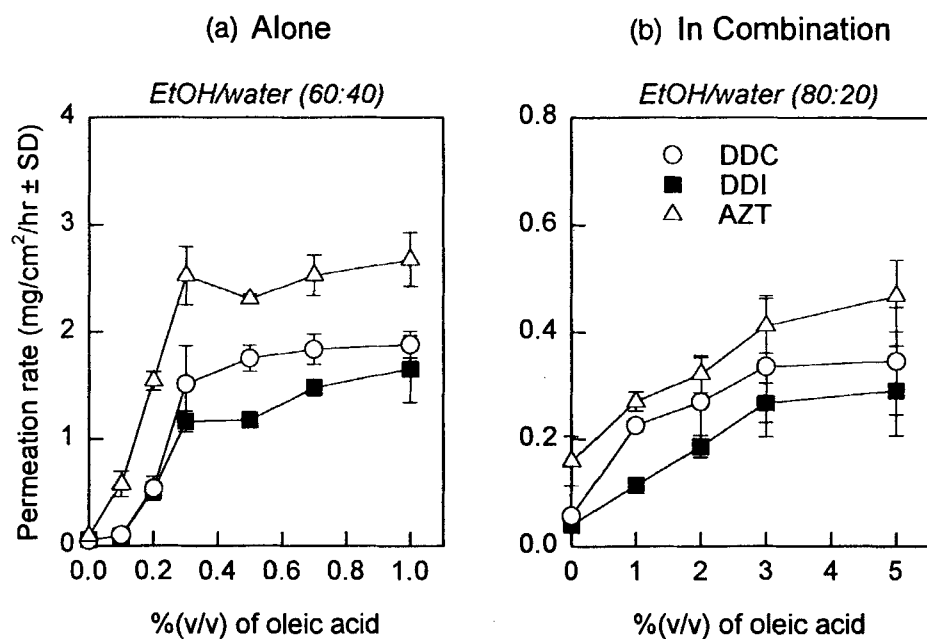 (a) Alone
(b) In Combination
EtOH/water (60:40)
EtOH/water (80:20)
Permeation rate (mg/cm²/hr ± SD)
4
3
2
1
0
0.0 0.2 0.4 0.6 0.8 1.0
%(v/v) of oleic acid
0.8
0.6
0.4
0.2
0.0
DDC
DDI
AZT
0 1 2 3 4 5
%(v/v) of oleic acid